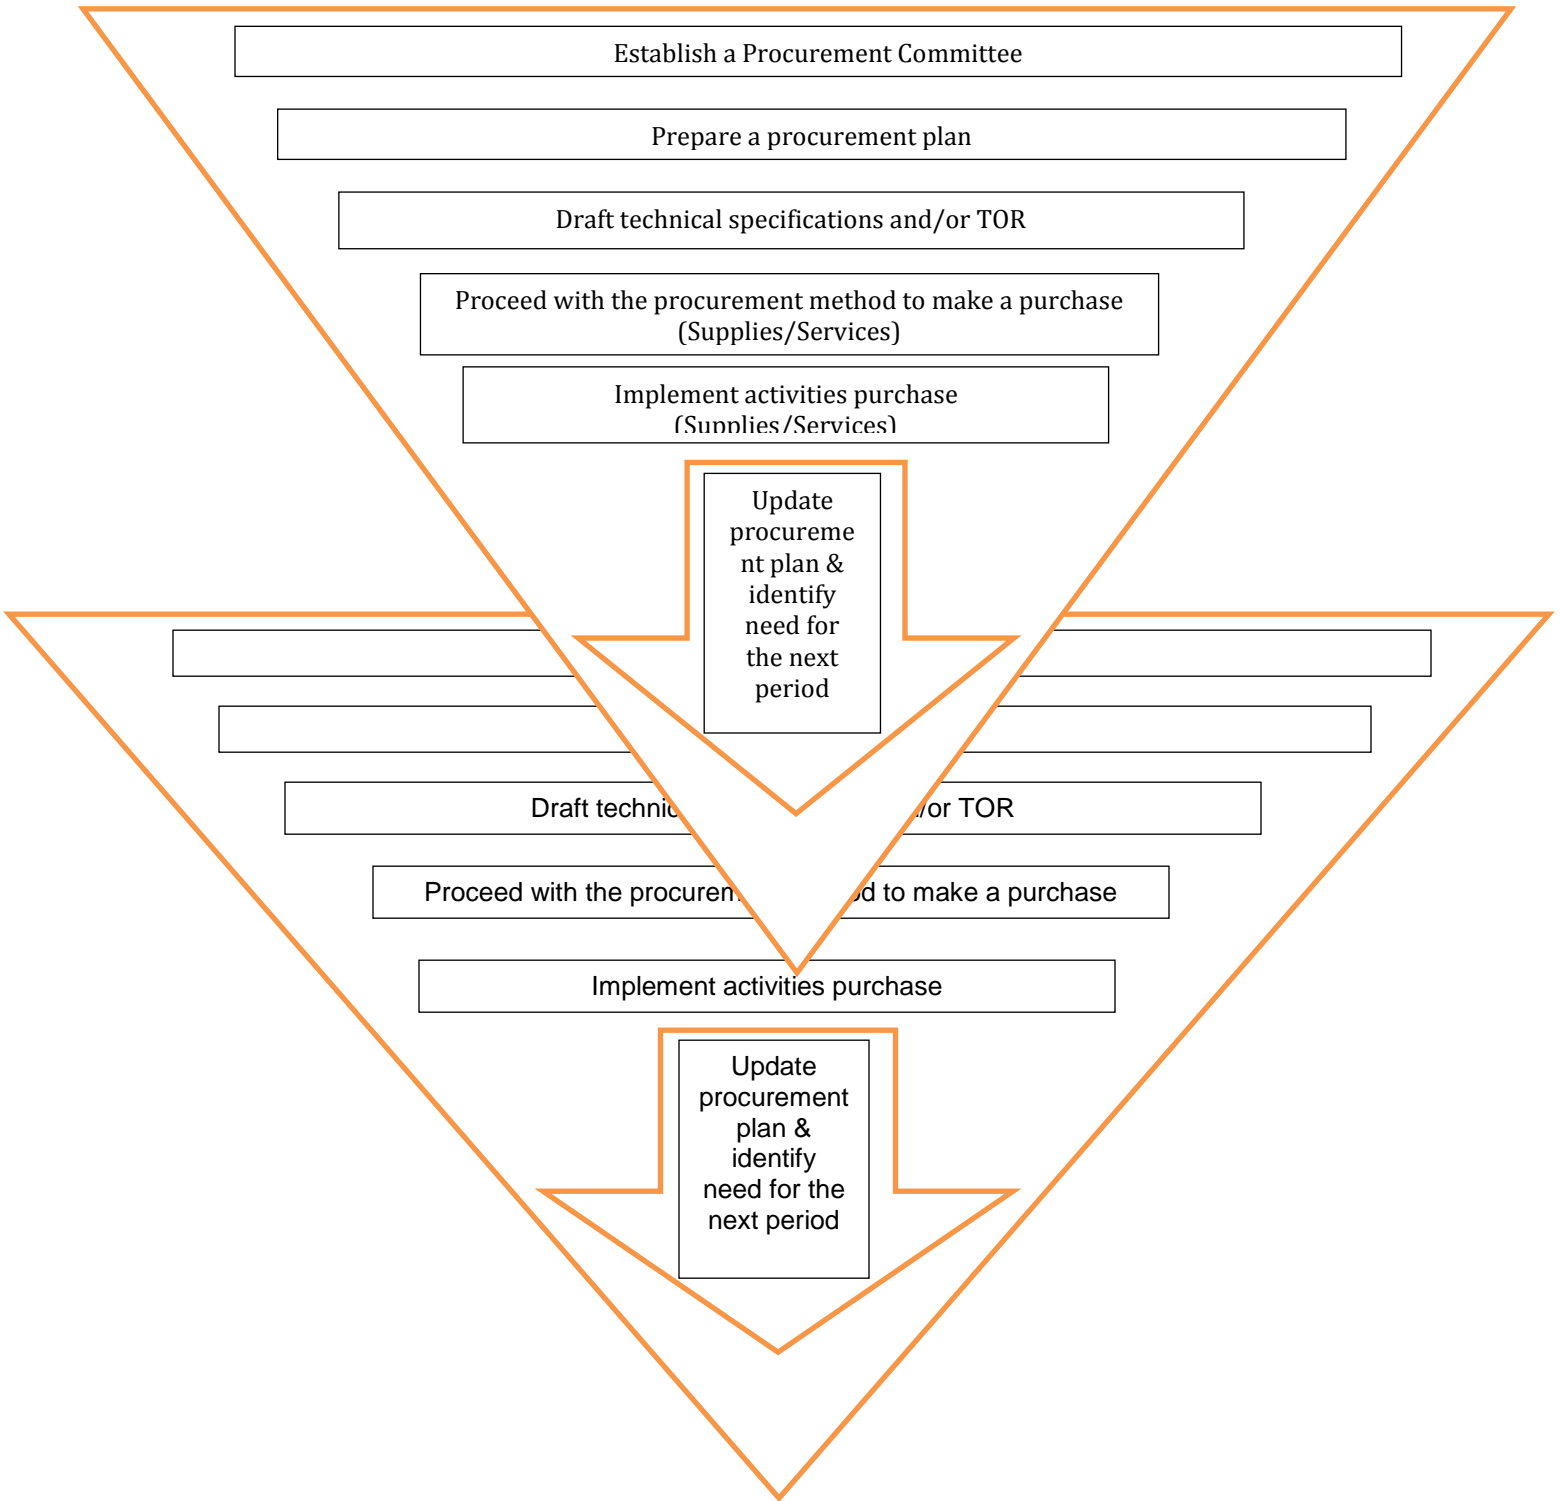 Establish a Procurement Committee
Prepare a procurement plan
Draft technical specifications and/or TOR
Proceed with the procurement method to make a purchase
(Supplies/Services)
Implement activities purchase
(Supplies/Services)
Update
procureme
nt plan &
identify
need for
the next
period
Draft technic /or TOR
Proceed with the procurem d to make a purchase
Implement activities purchase
Update
procurement
plan &
identify
need for the
next period